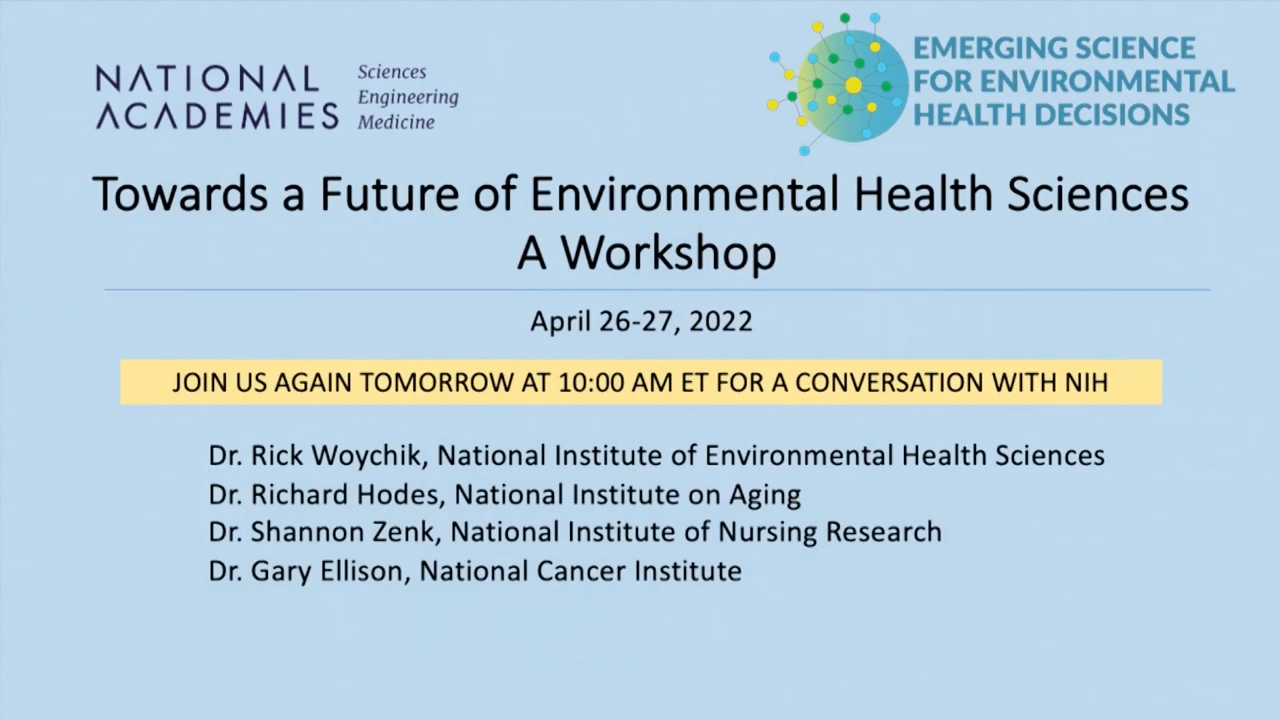 NATIONAL
ACADEMIES
Sciences
Engineering
Medicine
EMERGING SCIENCE
FOR ENVIRONMENTAL
HEALTH DECISIONS
Towards a Future of Environmental Health Sciences
A Workshop
April 26-27, 2022
JOIN US AGAIN TOMORROW AT 10:00 AM ET FOR A CONVERSATION WITH NIH
Dr. Rick Woychik, National Institute of Environmental Health Sciences
Dr. Richard Hodes, National Institute on Aging
Dr. Shannon Zenk, National Institute of Nursing Research
Dr. Gary Ellison, National Cancer Institute